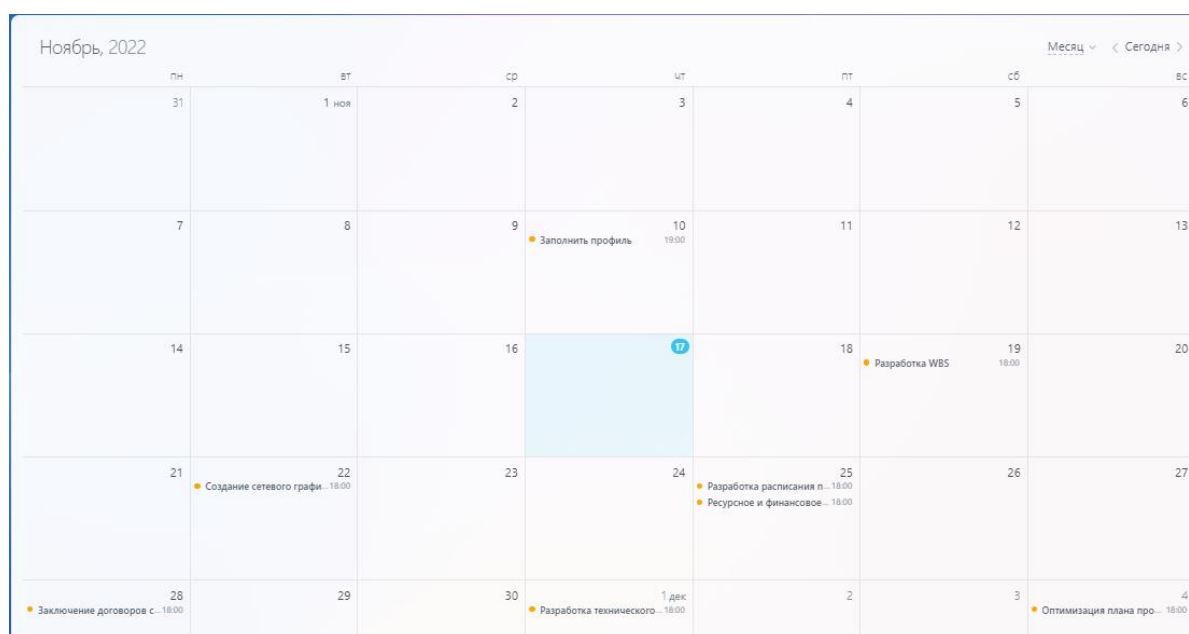 Ноябрь, 2022
Месяц
Сегодня
пн вт ср чт пт сб вс
31 1 ноя 2 3 4 5 6
7 8 9 10 11 12 13
Заполнить профиль 19:00
14 15 16 17 18 19 20
Разработка WBS 18:00
21 22 23 24 25 26 27
Создание сетевого графи... 18:00 Разработка расписания п... 18:00
Ресурсное и финансовое... 18:00
28 29 30 1 дек 2 3 4
Заключение договоров с... 18:00 Разработка технического... 18:00 Оптимизация плана про... 18:00